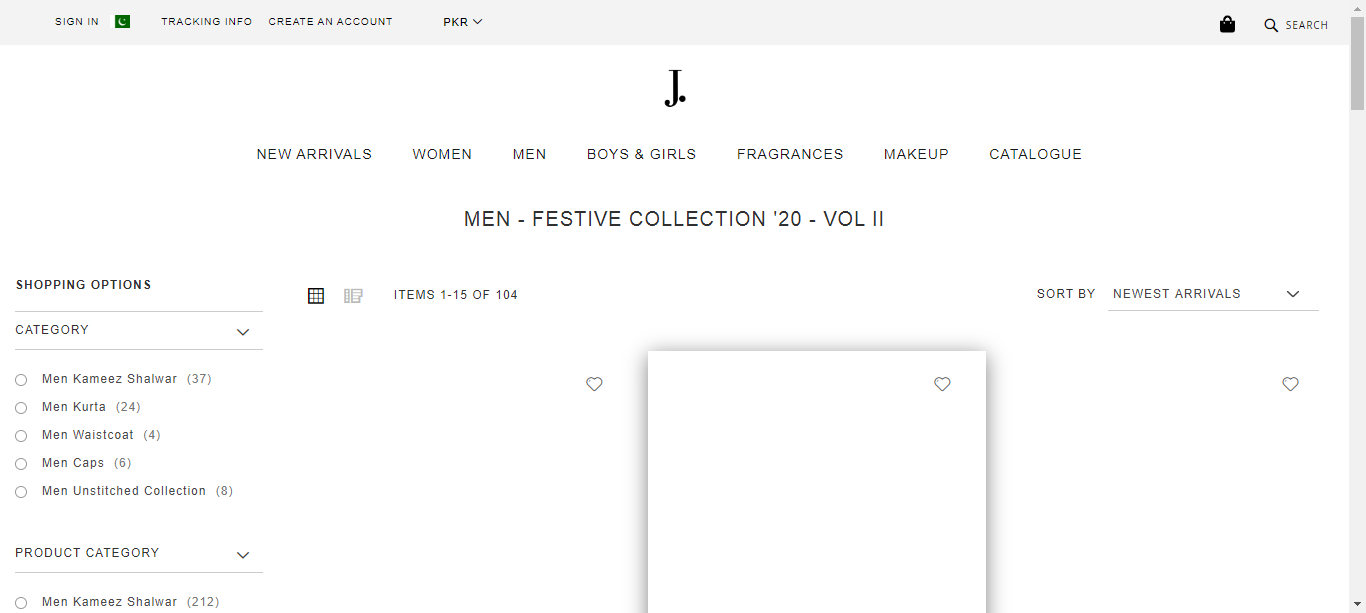 SIGN IN TRACKING INFO CREATE AN ACCOUNT PKR SEARCH
J.
NEW ARRIVALS WOMEN MEN BOYS & GIRLS FRAGRANCES MAKEUP CATALOGUE
MEN - FESTIVE COLLECTION '20 - VOL II
SHOPPING OPTIONS
ITEMS 1-15 OF 104 SORT BY NEWEST ARRIVALS
CATEGORY
Men Kameez Shalwar (37)
Men Kurta (24)
Men Waistcoat (4)
Men Caps (6)
Men Unstitched Collection (8)
PRODUCT CATEGORY
Men Kameez Shalwar (212)